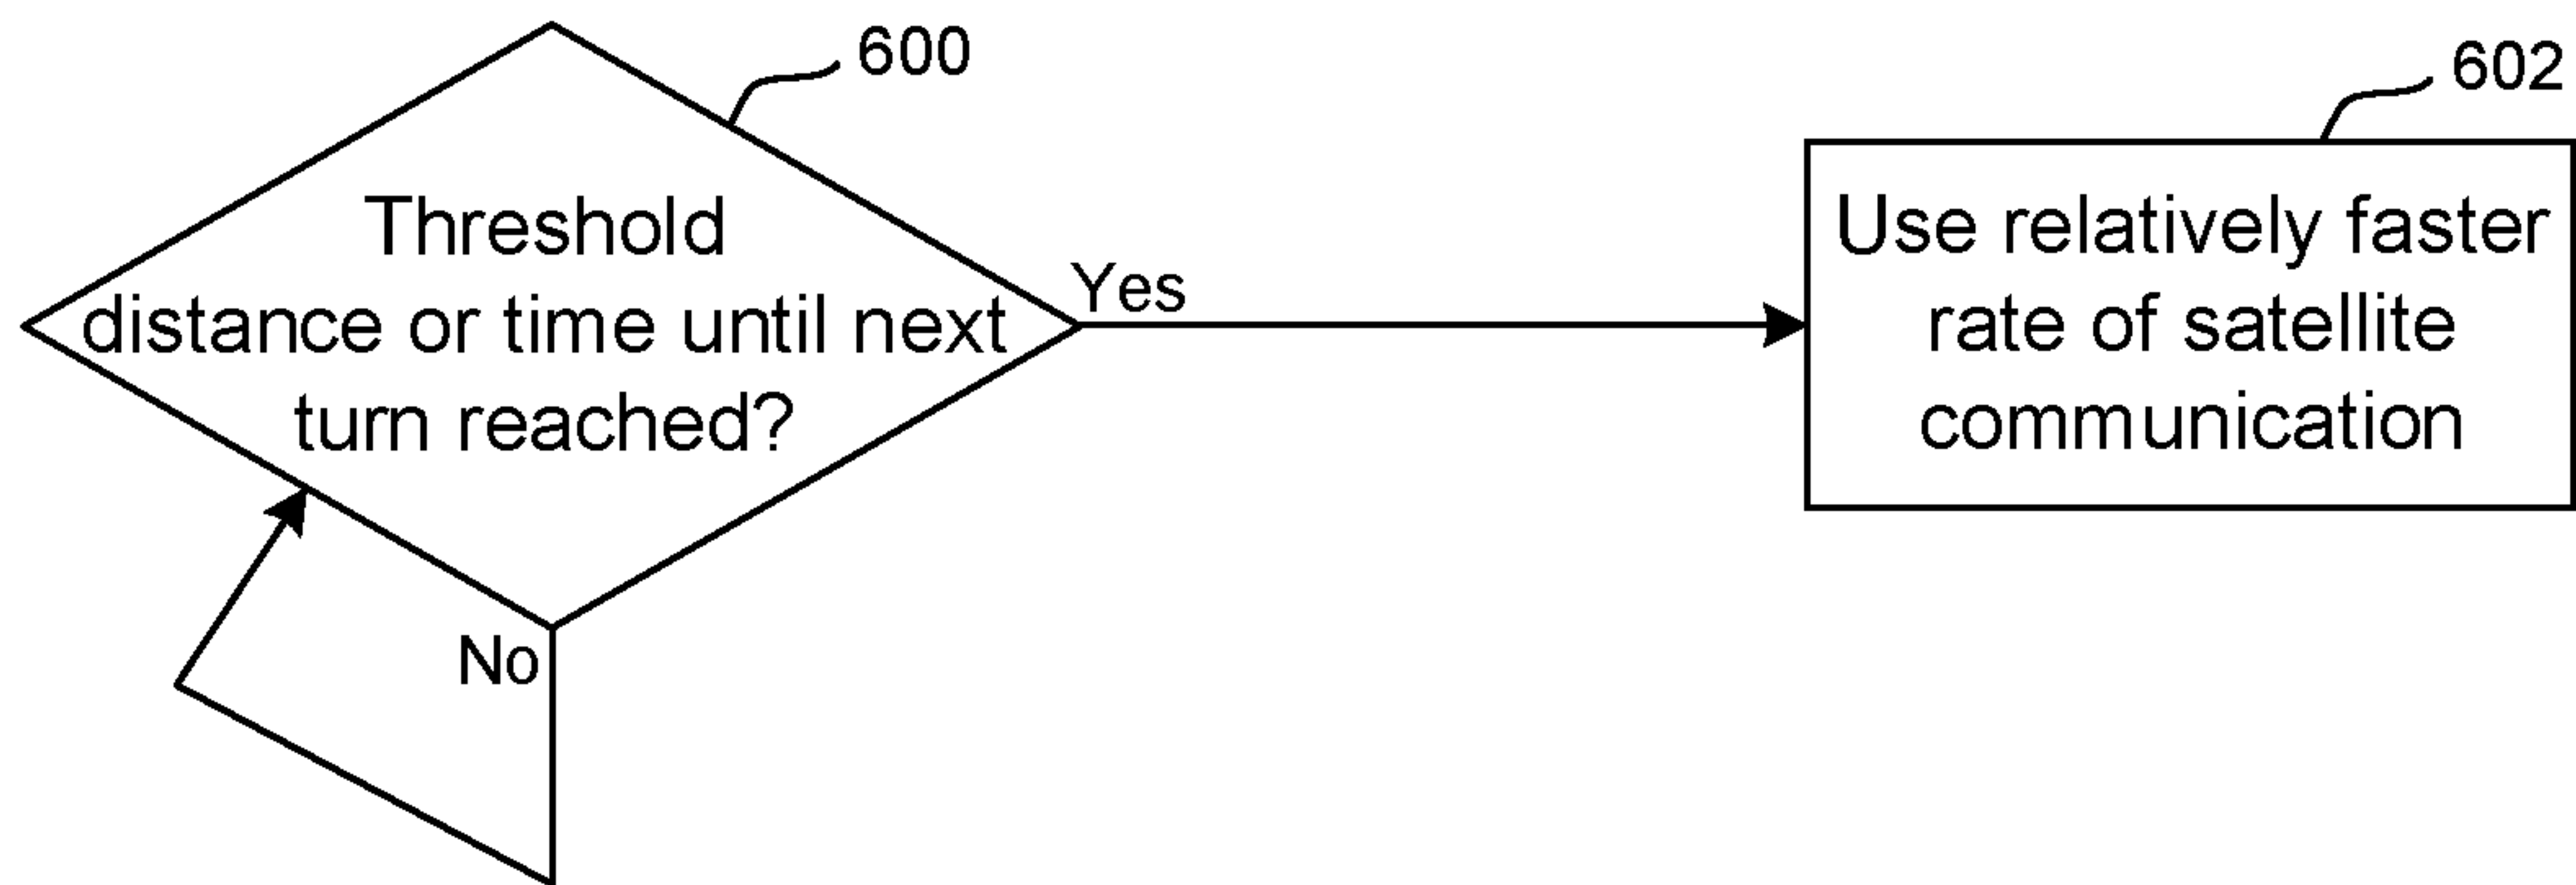 600
Threshold
distance or time until next
turn reached?
Yes
No
602
Use relatively faster
rate of satellite
communication